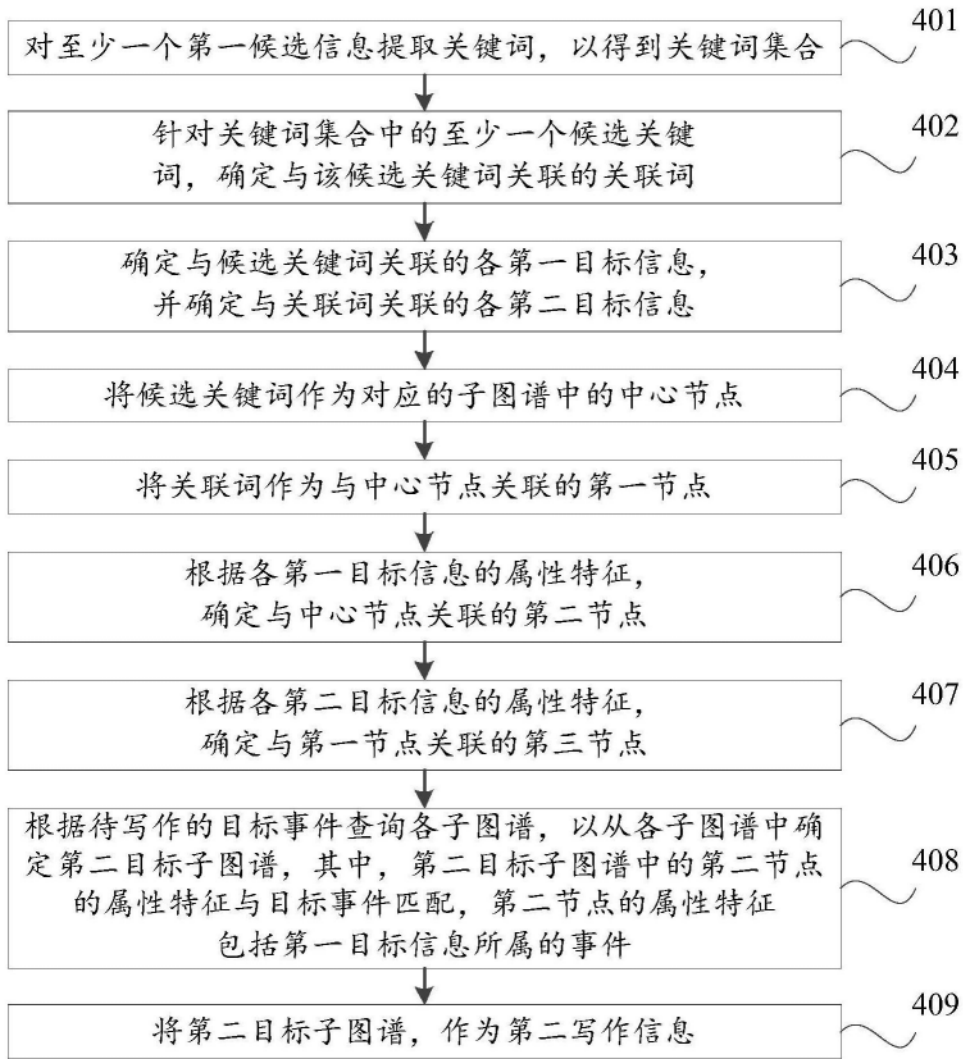 对至少一个第一候选信息提取关键词，以得到关键词集合
401
针对关键词集合中的至少一个候选关键
词，确定与该候选关键词关联的关联词
402
确定与候选关键词关联的各第一目标信息，
并确定与关联词关联的各第二目标信息
403
将候选关键词作为对应的子图谱中的中心节点
404
将关联词作为与中心节点关联的第一节点
405
根据各第一目标信息的属性特征，
确定与中心节点关联的第二节点
406
根据各第二目标信息的属性特征，
确定与第一节点关联的第三节点
407
根据待写作的目标事件查询各子图谱，以从各子图谱中确
定第二目标子图谱，其中，第二目标子图谱中的第二节点
的属性特征与目标事件匹配，第二节点的属性特征
包括第一目标信息所属的事件
408
将第二目标子图谱，作为第二写作信息
409